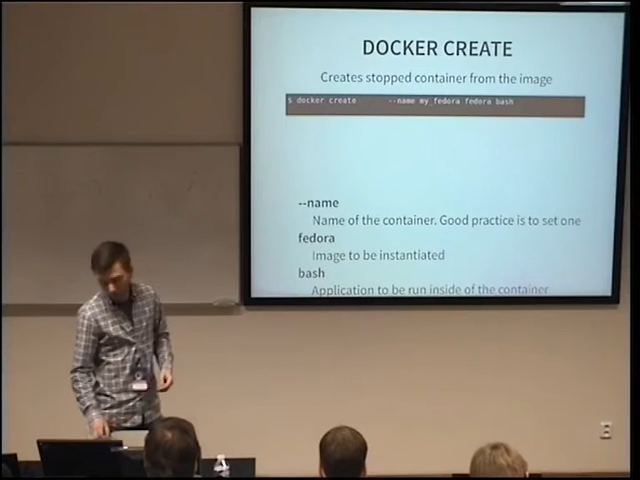 DOCKER CREATE
Creates stopped container from the image
$ docker create --name my_fedora fedora bash
--name
Name of the container. Good practice is to set one
fedora
Image to be instantiated
bash
Application to be run inside of the container